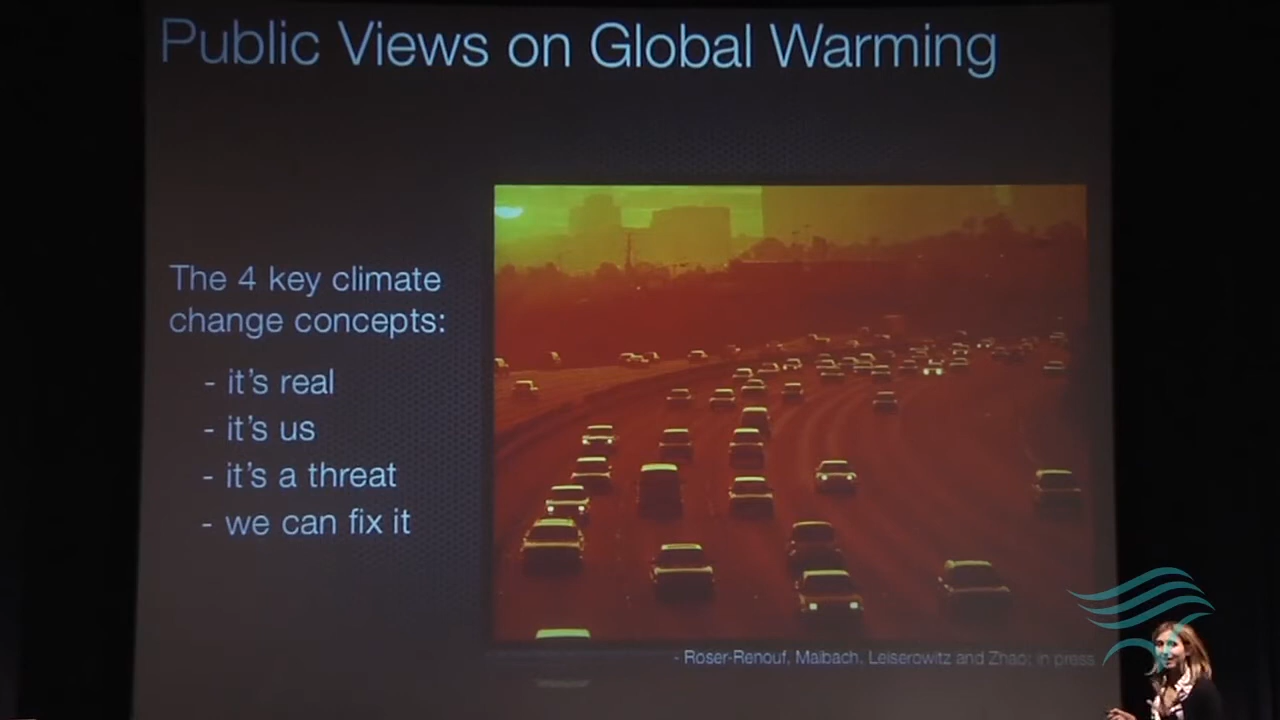 Public Views on Global Warming
The 4 key climate
change concepts:
- it's real
- it's us
- it's a threat
- we can fix it
- Roser-Renouf, Maibach, Leiserowitz and Zhao; in press